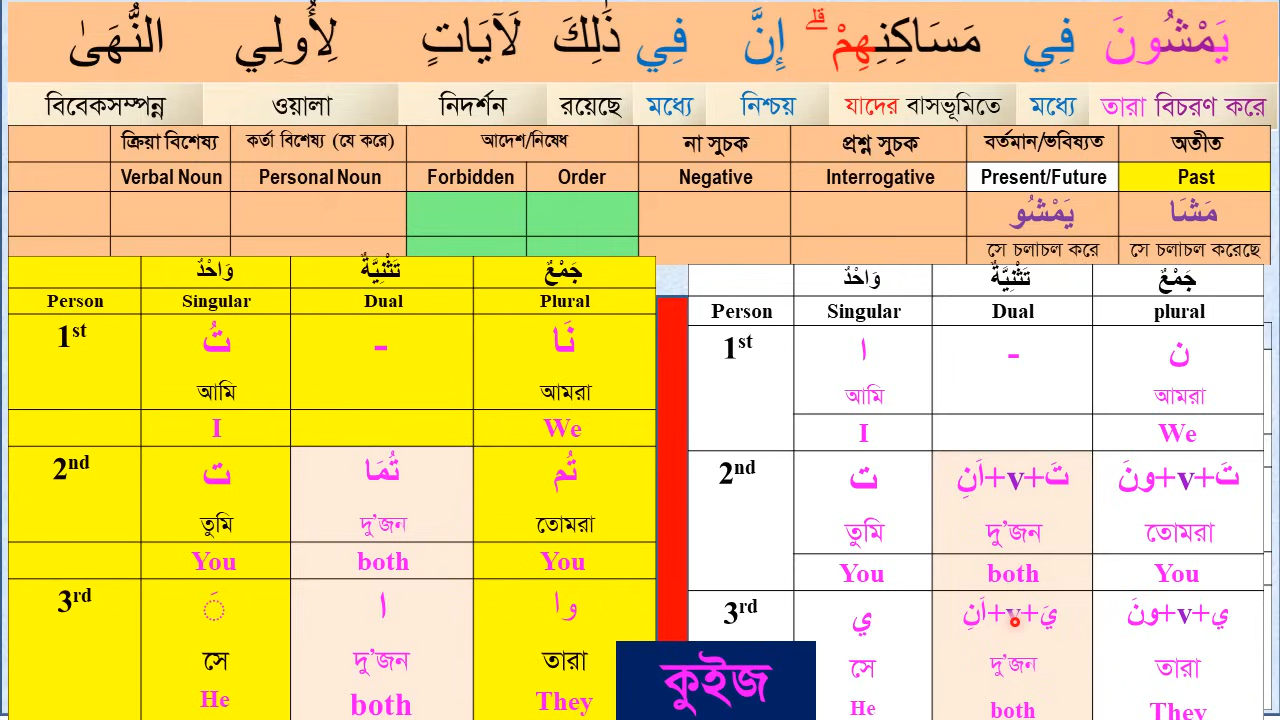 يَمْشُونَ فِي مَسَاكِنِهِمْ ۗ إِنَّ فِي ذَٰلِكَ لَآيَاتٍ لِأُولِي النُّهَىٰ
বিবেকসম্পন্ন ওয়ালা নিদর্শন রয়েছে মধ্যে নিশ্চয় যাদের বাসভূমিতে মধ্যে তারা বিচরণ করে
ক্রিয়া বিশেষ্য কর্তা বিশেষ্য (যে করে) আদেশ/নিষেধ না সুচক প্রশ্ন সুচক বর্তমান/ভবিষ্যত অতীত
Verbal Noun Personal Noun Forbidden Order Negative Interrogative Present/Future Past
يَمْشُو مَشَا
সে চলাচল করে সে চলাচল করেছে
وَاحْدٌ تَثْنِيَّةٌ جَمْعٌ
Person Singular Dual Plural
1st تُ - نَا
আমি আমরা
I We
2nd ت تُمَا تُم
তুমি দু'জন তোমরা
You both You
3rd َ ا وا
সে দু'জন তারা
He both They
وَاحْدٌ تَثْنِيَّةٌ جَمْعٌ
Person Singular Dual plural
1st ا - ن
আমি আমরা
I We
2nd ت تَ+v+اَنِ تَ+v+ونَ
তুমি দু'জন তোমরা
You both You
3rd ي يَ+v+اَنِ ي+v+ونَ
সে দু'জন তারা
He both They
কুইজ